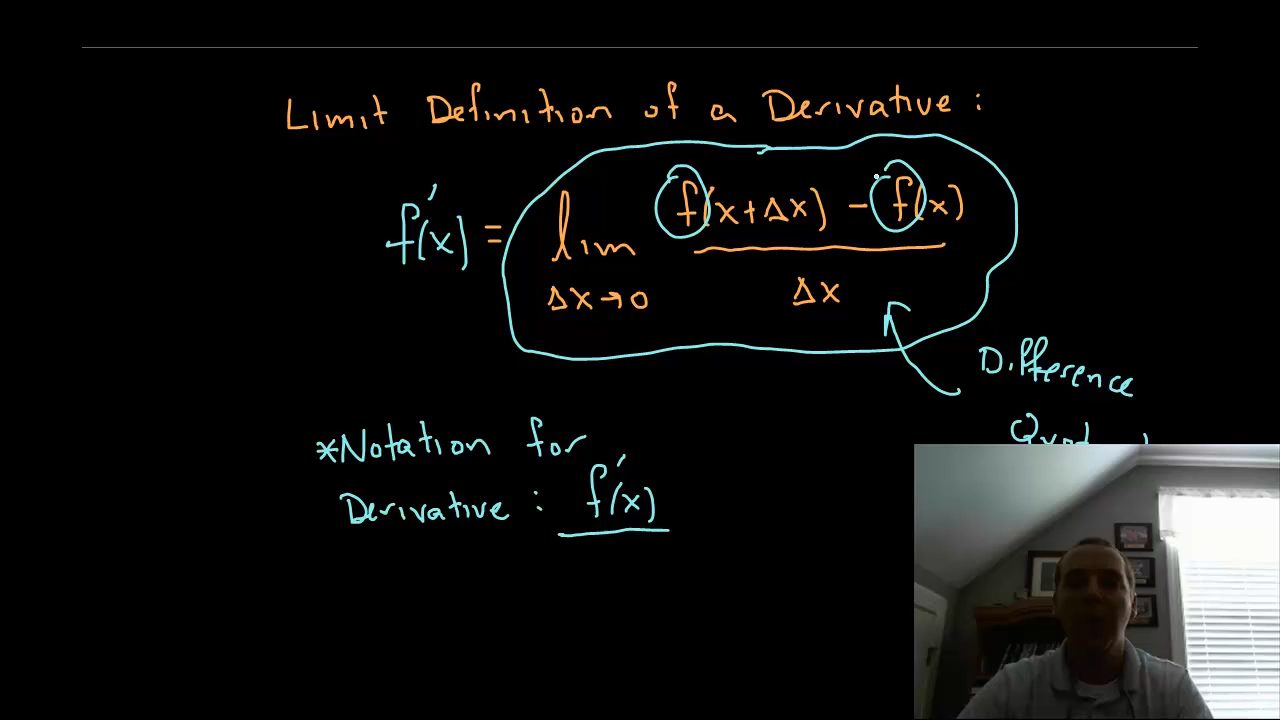 Limit Definition of a Derivative:
f'(x) = lim Δx→0 f(x+Δx) - f(x) / Δx
Difference
*Notation for
Derivative: f'(x)